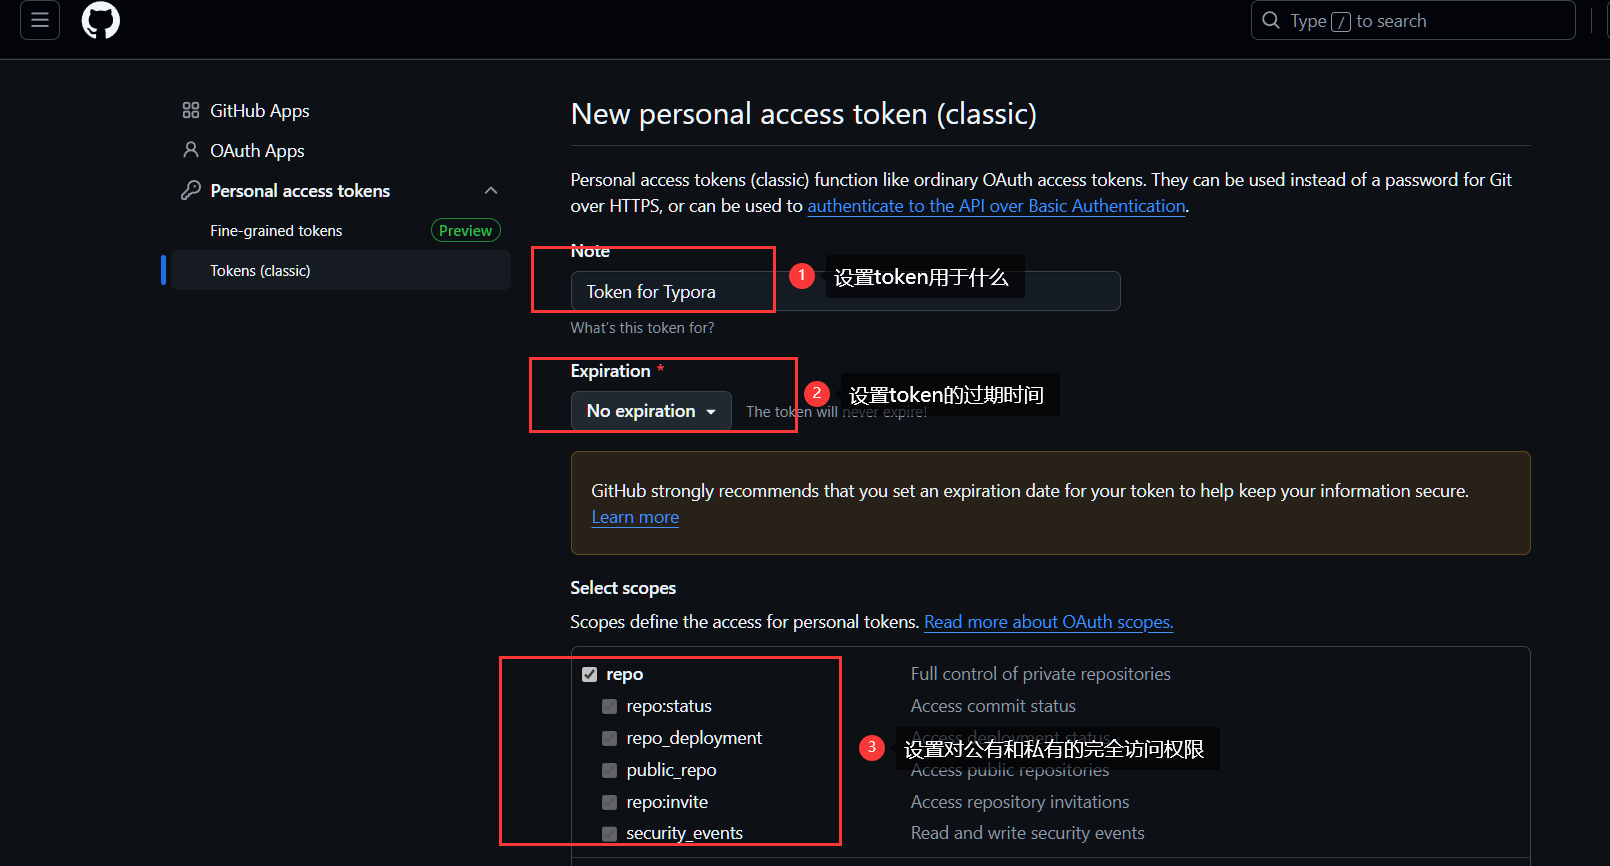 Type / to search
GitHub Apps
OAuth Apps
Personal access tokens
Fine-grained tokens Preview
Tokens (classic)
New personal access token (classic)
Personal access tokens (classic) function like ordinary OAuth access tokens. They can be used instead of a password for Git
over HTTPS, or can be used to authenticate to the API over Basic Authentication.
Note
Token for Typora
1 设置token用于什么
What's this token for?
Expiration *
2 设置token的过期时间
No expiration The token will never expire!
GitHub strongly recommends that you set an expiration date for your token to help keep your information secure.
Learn more
Select scopes
Scopes define the access for personal tokens. Read more about OAuth scopes.
repo Full control of private repositories
repo:status Access commit status
repo_deployment Access deployment status
3 设置对公有和私有的完全访问权限
public_repo Access public repositories
repo:invite Access repository invitations
security_events Read and write security events